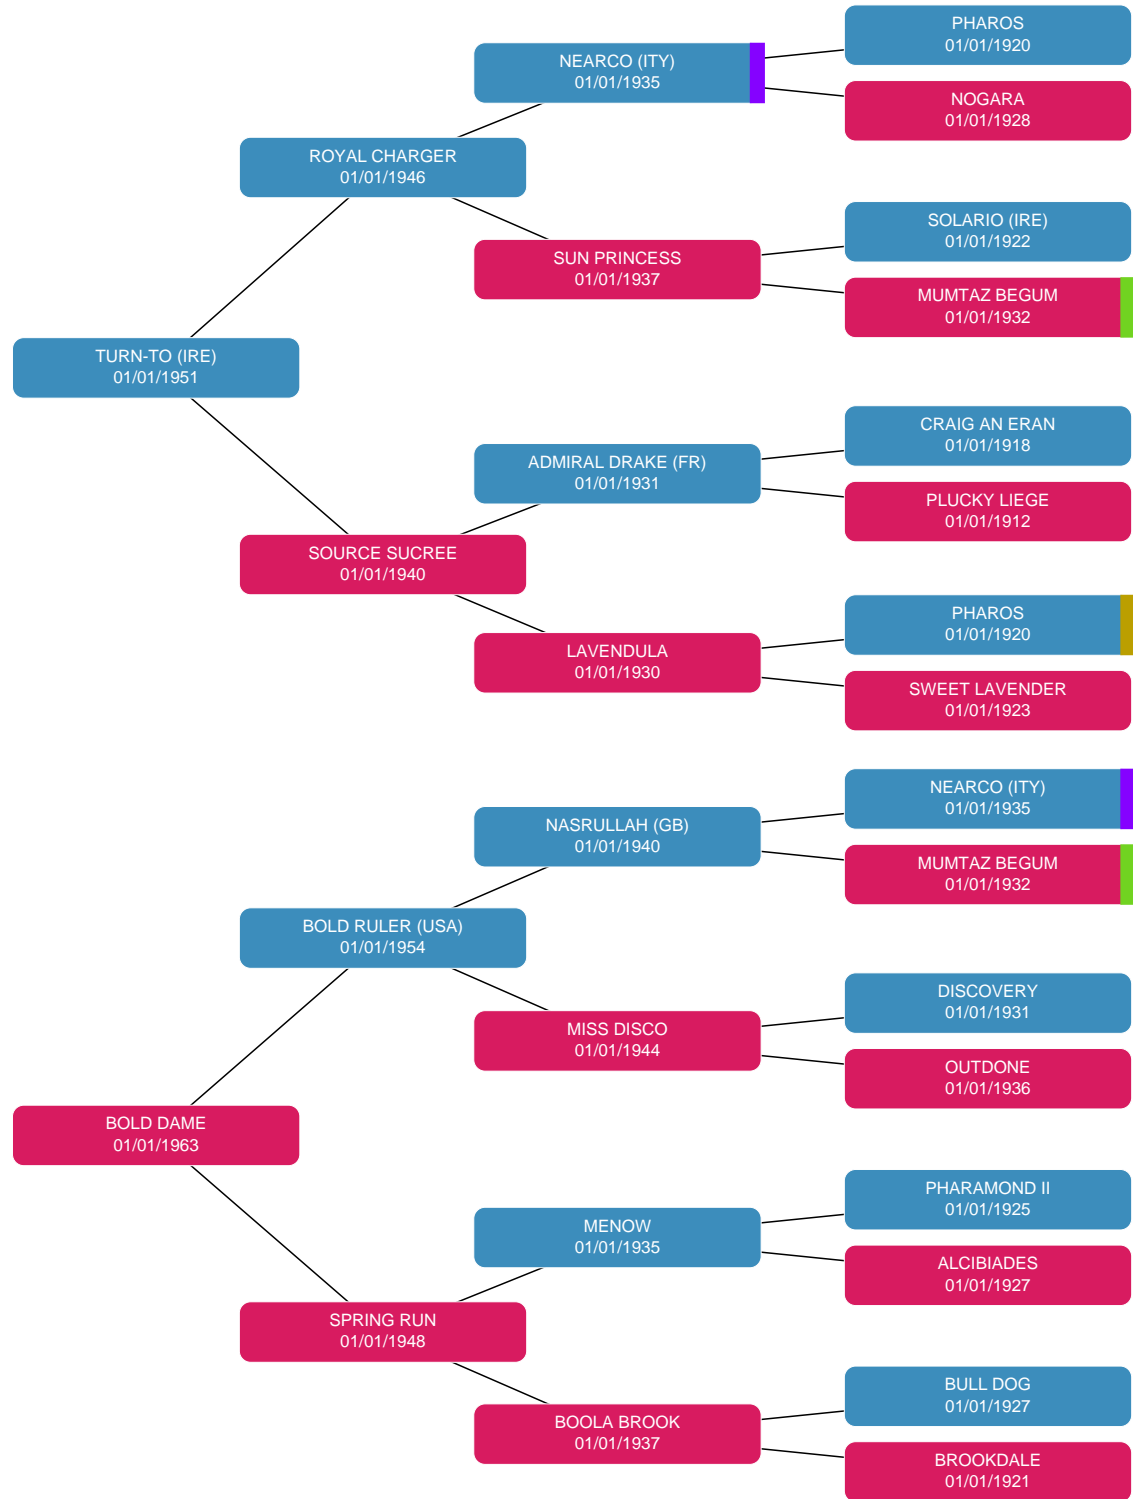 PHAROS
01/01/1920
NEARCO (ITY)
01/01/1935
NOGARA
01/01/1928
ROYAL CHARGER
01/01/1946
SOLARIO (IRE)
01/01/1922
SUN PRINCESS
01/01/1937
MUMTAZ BEGUM
01/01/1932
TURN-TO (IRE)
01/01/1951
CRAIG AN ERAN
01/01/1918
ADMIRAL DRAKE (FR)
01/01/1931
PLUCKY LIEGE
01/01/1912
SOURCE SUCREE
01/01/1940
PHAROS
01/01/1920
LAVENDULA
01/01/1930
SWEET LAVENDER
01/01/1923
NEARCO (ITY)
01/01/1935
NASRULLAH (GB)
01/01/1940
MUMTAZ BEGUM
01/01/1932
BOLD RULER (USA)
01/01/1954
DISCOVERY
01/01/1931
MISS DISCO
01/01/1944
OUTDONE
01/01/1936
BOLD DAME
01/01/1963
PHARAMOND II
01/01/1925
MENOW
01/01/1935
ALCIBIADES
01/01/1927
SPRING RUN
01/01/1948
BULL DOG
01/01/1927
BOOLA BROOK
01/01/1937
BROOKDALE
01/01/1921